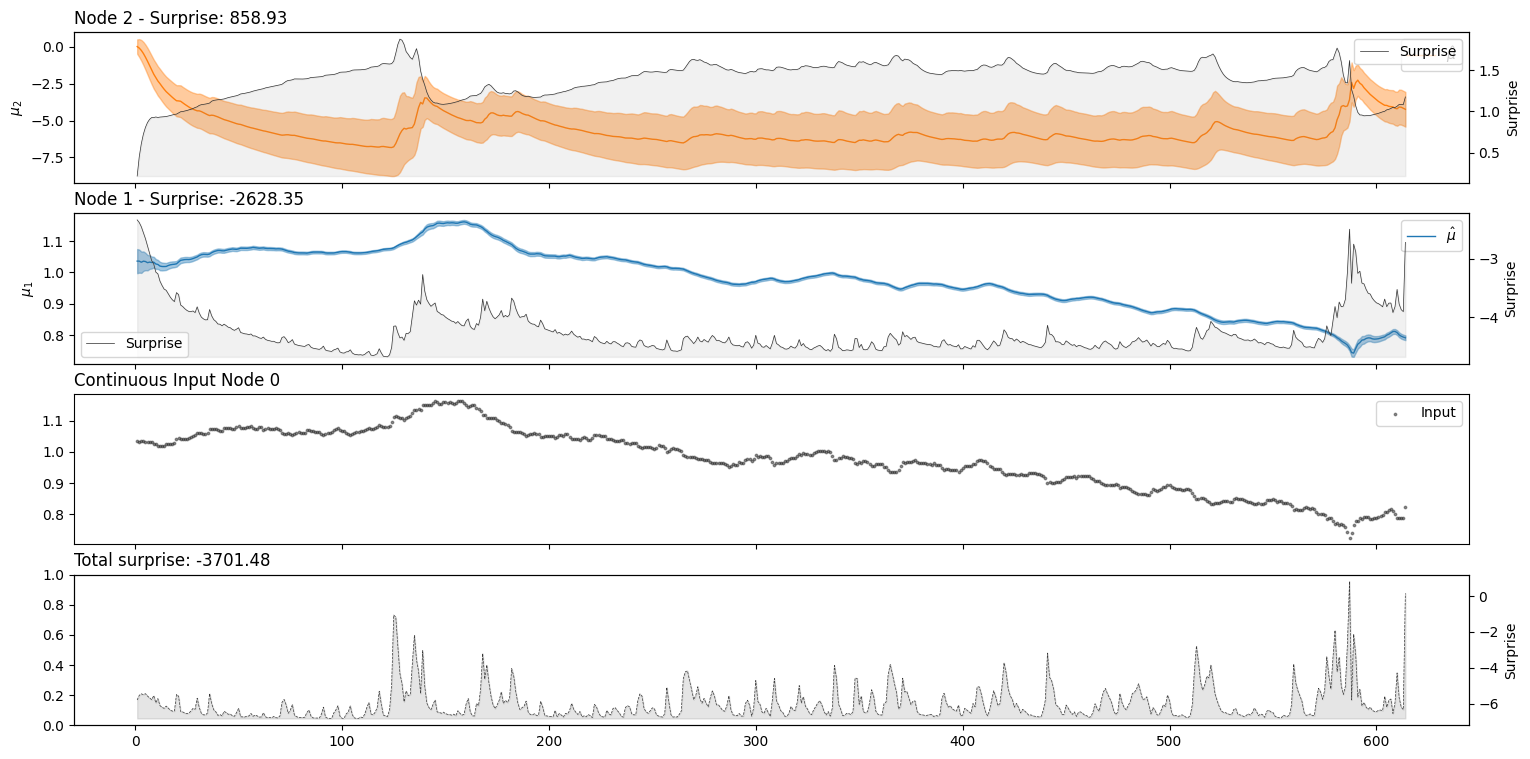 Node 2 - Surprise: 858.93
0.0
−2.5
−5.0
−7.5
μ2
Surprise
1.5
1.0
0.5
Surprise
Node 1 - Surprise: -2628.35
1.1
1.0
0.9
0.8
μ1
Surprise
μ̂
−3
−4
Surprise
Continuous Input Node 0
1.1
1.0
0.9
0.8
Input
Total surprise: -3701.48
1.0
0.8
0.6
0.4
0.2
0.0
0
−2
−4
−6
Surprise
0 100 200 300 400 500 600